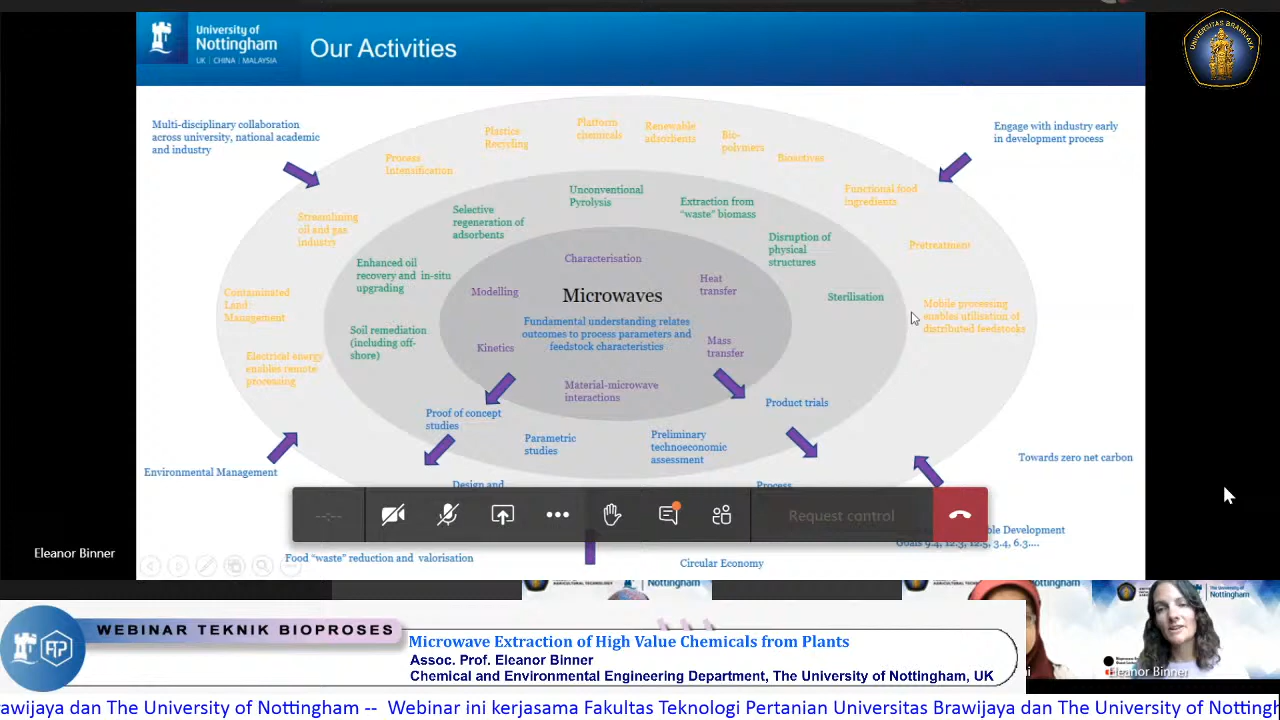 University of
Nottingham
UK | CHINA | MALAYSIA
Our Activities
UNIVERSITAS BRAWIJAYA
Multi-disciplinary collaboration
across university, national academic
and industry
Engage with industry early
in development process
Process
Intensification
Plastics
Recycling
Platform
chemicals
Renewable
adsorbents
Bio-
polymers
Bioactives
Functional food
ingredients
Pretreatment
Mobile processing
enables utilisation of
distributed feedstocks
Streamlining
oil and gas
industry
Contaminated
Land
Management
Electrical energy
enables remote
processing
Unconventional
Pyrolysis
Selective
regeneration of
adsorbents
Extraction from
“waste” biomass
Disruption of
physical
structures
Sterilisation
Enhanced oil
recovery and in-situ
upgrading
Soil remediation
(including off-
shore)
Characterisation
Modelling
Heat
transfer
Microwaves
Fundamental understanding relates
outcomes to process parameters and
feedstock characteristics
Kinetics
Mass
transfer
Material-microwave
interactions
Proof of concept
studies
Parametric
studies
Preliminary
technoeconomic
assessment
Product trials
Design and
Process
Environmental Management
Towards zero net carbon
Request control
Development
Goals 9.4, 12.3, 12.5, 3.4, 6.3....
Food “waste” reduction and valorisation
Circular Economy
Eleanor Binner
Nottingham
Nottingham
Nottingham
Eleanor Binner
WEBINAR TEKNIK BIOPROSES
Microwave Extraction of High Value Chemicals from Plants
Assoc. Prof. Eleanor Binner
Chemical and Environmental Engineering Department, The University of Nottingham, UK
rawijaya dan The University of Nottingham -- Webinar ini kerjasama Fakultas Teknologi Pertanian Universitas Brawijaya dan The University of Nottingh